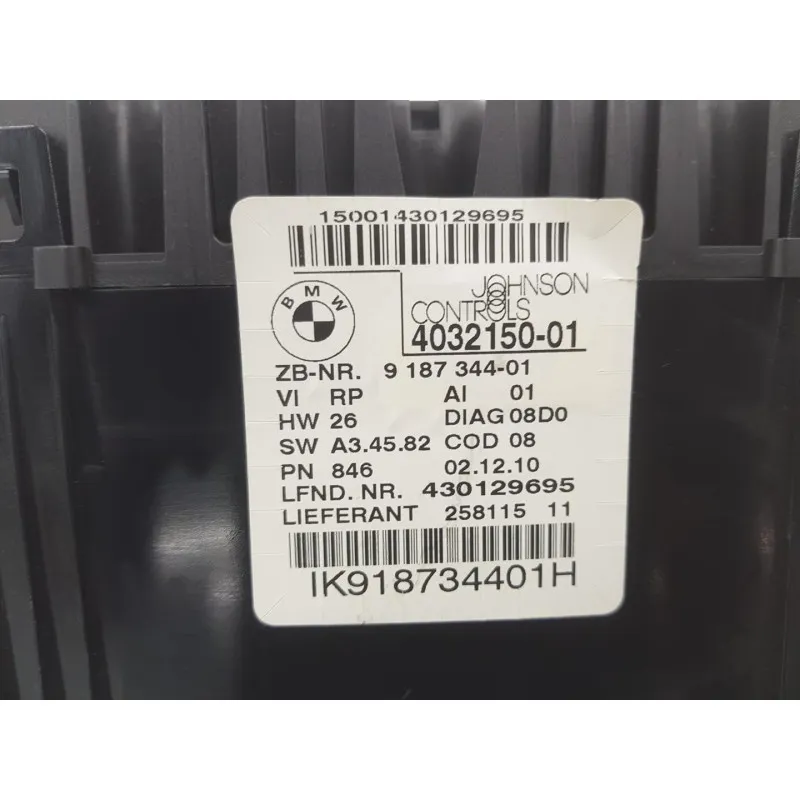 15001430129695
BMW
JOHNSON
CONTROLS
4032150-01
ZB-NR. 9 187 344-01
VI RP AI 01
HW 26 DIAG 08D0
SW A3.45.82 COD 08
PN 846 02.12.10
LFND. NR. 430129695
LIEFERANT 258115 11
IK918734401H